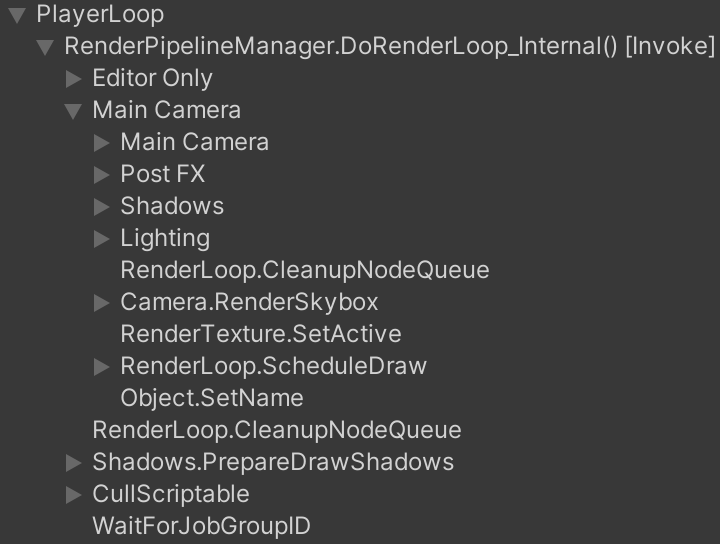 PlayerLoop
RenderPipelineManager.DoRenderLoop_Internal() [Invoke]
Editor Only
Main Camera
Main Camera
Post FX
Shadows
Lighting
RenderLoop.CleanupNodeQueue
Camera.RenderSkybox
RenderTexture.SetActive
RenderLoop.ScheduleDraw
Object.SetName
RenderLoop.CleanupNodeQueue
Shadows.PrepareDrawShadows
CullScriptable
WaitForJobGroupID